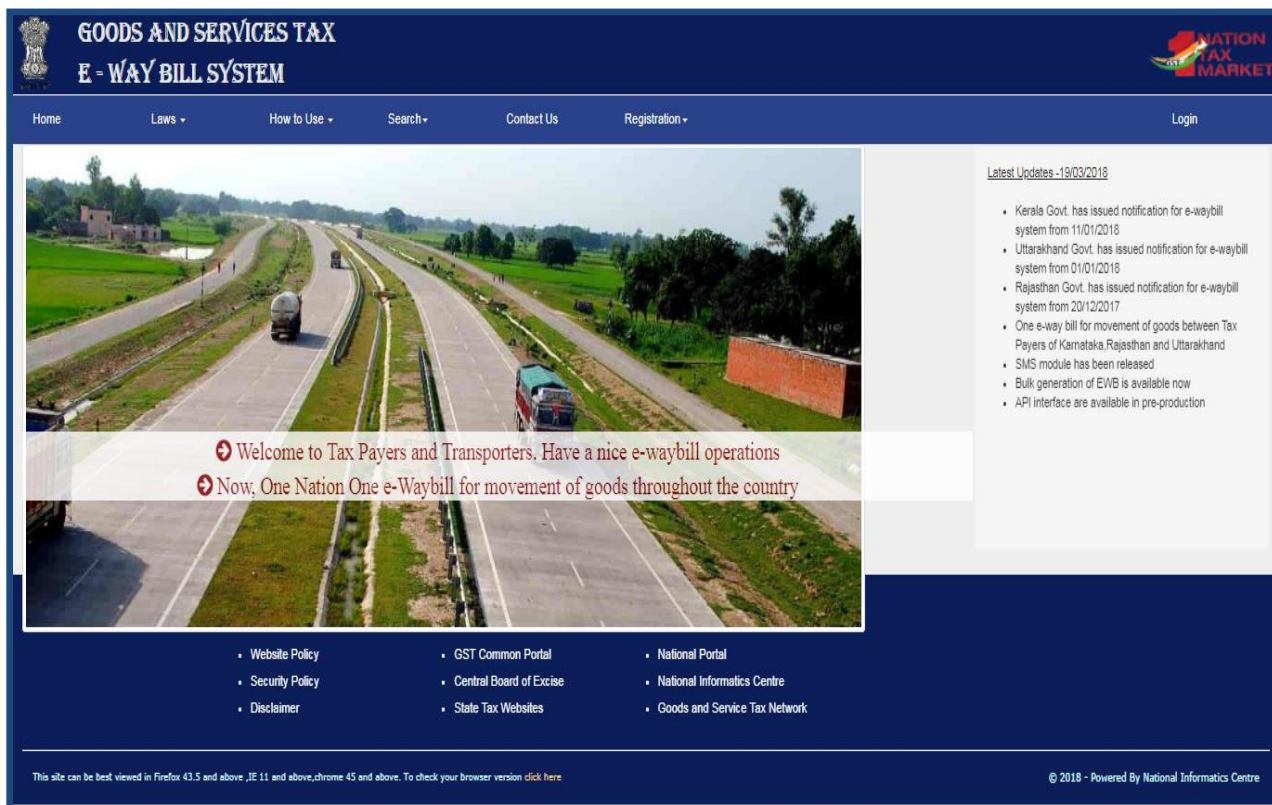 GOODS AND SERVICES TAX
E - WAY BILL SYSTEM
1 NATION
GST TAX
MARKET
Home Laws How to Use Search Contact Us Registration Login
Latest Updates -19/03/2018
Kerala Govt. has issued notification for e-waybill
system from 11/01/2018
Uttarakhand Govt. has issued notification for e-waybill
system from 01/01/2018
Rajasthan Govt. has issued notification for e-waybill
system from 20/12/2017
One e-way bill for movement of goods between Tax
Payers of Karnataka,Rajasthan and Uttarakhand
SMS module has been released
Bulk generation of EWB is available now
API interface are available in pre-production
Welcome to Tax Payers and Transporters. Have a nice e-waybill operations
Now, One Nation One e-Waybill for movement of goods throughout the country
Website Policy
Security Policy
Disclaimer
GST Common Portal
Central Board of Excise
State Tax Websites
National Portal
National Informatics Centre
Goods and Service Tax Network
This site can be best viewed in Firefox 43.5 and above ,IE 11 and above,chrome 45 and above. To check your browser version click here
© 2018 - Powered By National Informatics Centre